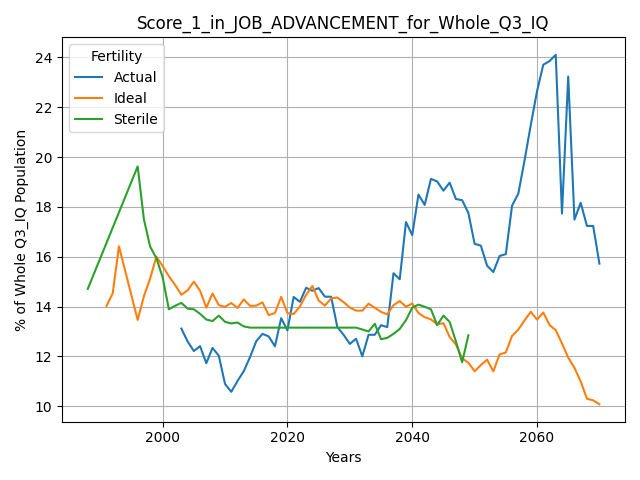 Score_1_in_JOB_ADVANCEMENT_for_Whole_Q3_IQ
Fertility
Actual
Ideal
Sterile
% of Whole Q3_IQ Population
24
22
20
18
16
14
12
10
2000
2020
2040
2060
Years